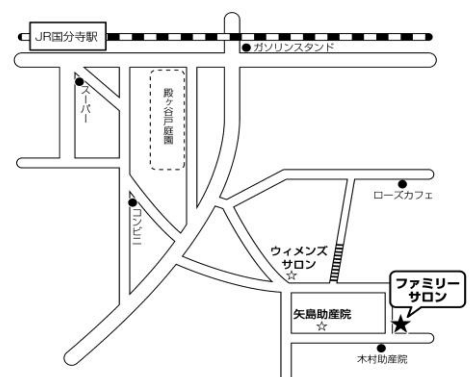 JR国分寺駅
ガソリンスタンド
スーパー
殿ヶ谷戸庭園
コンビニ
ローズカフェ
ウィメンズ
サロン
ファミリー
サロン
矢島助産院
木村助産院